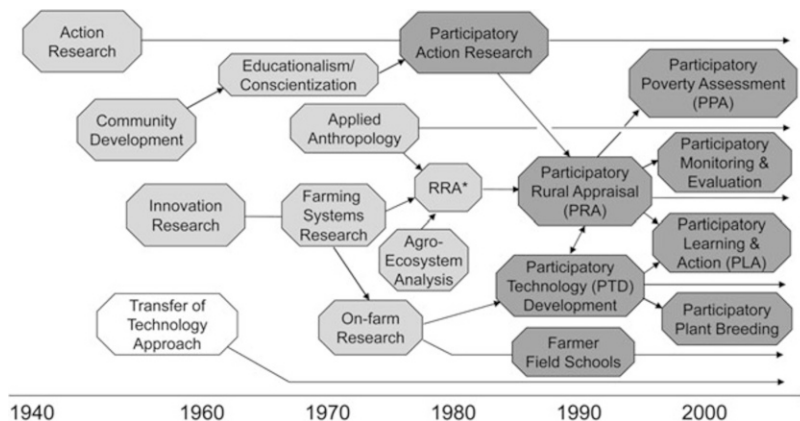 Action
Research
Participatory
Action Research
Educationalism/
Conscientization
Participatory
Poverty Assessment
(PPA)
Community
Development
Applied
Anthropology
Participatory
Monitoring &
Evaluation
RRA*
Participatory
Rural Appraisal
(PRA)
Innovation
Research
Farming
Systems
Research
Agro-
Ecosystem
Analysis
Participatory
Learning &
Action (PLA)
Participatory
Technology (PTD)
Development
Transfer of
Technology
Approach
On-farm
Research
Participatory
Plant Breeding
Farmer
Field Schools
1940 1960 1970 1980 1990 2000